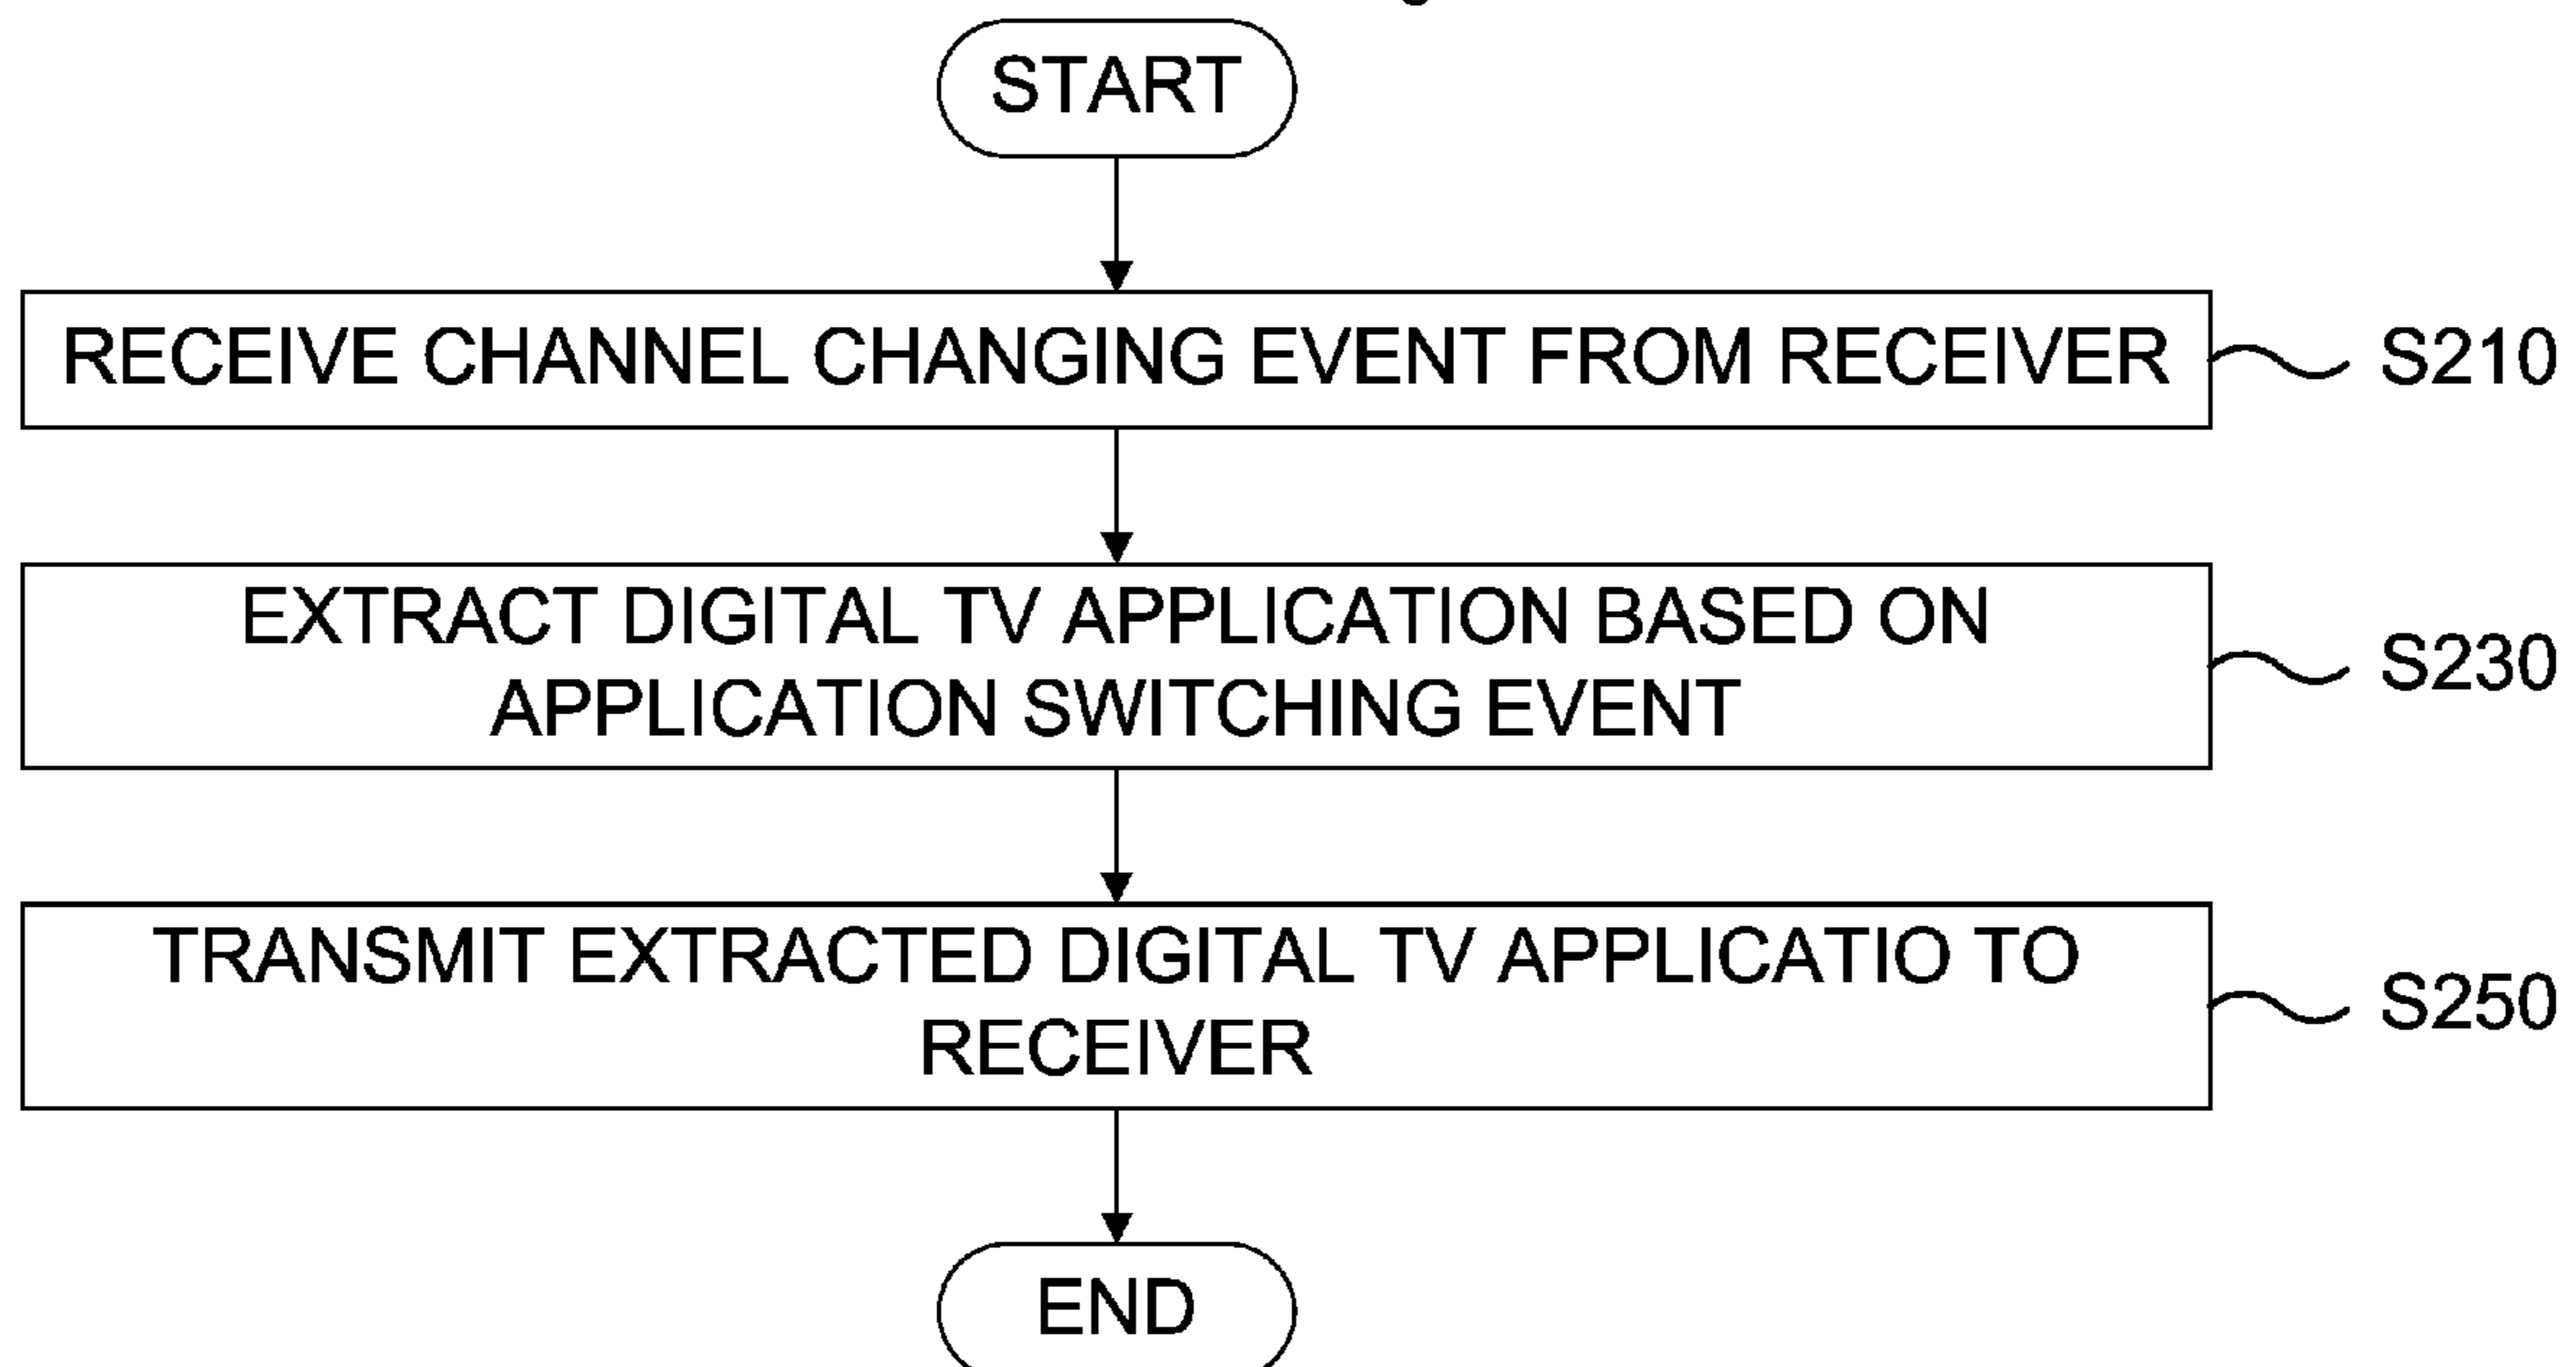 START
RECEIVE CHANNEL CHANGING EVENT FROM RECEIVER
S210
EXTRACT DIGITAL TV APPLICATION BASED ON
APPLICATION SWITCHING EVENT
S230
TRANSMIT EXTRACTED DIGITAL TV APPLICATIO TO
RECEIVER
S250
END